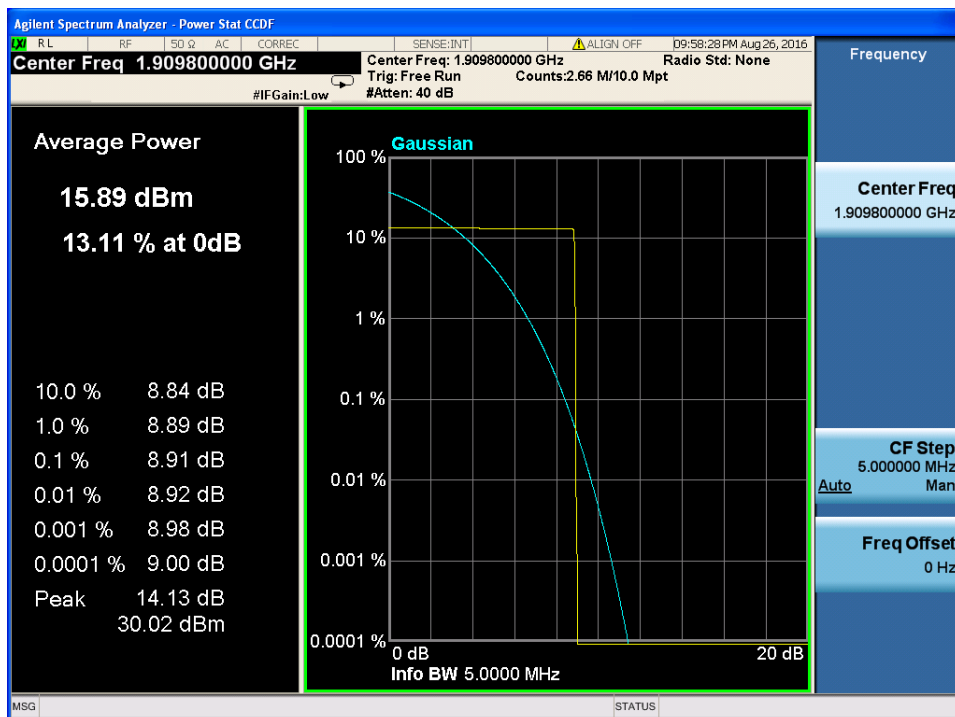 Agilent Spectrum Analyzer - Power Stat CCDF
LXI RL RF 50 Ω AC CORREC SENSE:INT ALIGN OFF 09:58:28 PM Aug 26, 2016
Center Freq 1.909800000 GHz
#IFGain:Low
Center Freq: 1.909800000 GHz Radio Std: None
Trig: Free Run Counts:2.66 M/10.0 Mpt
#Atten: 40 dB
Average Power
15.89 dBm
13.11 % at 0dB
10.0 % 8.84 dB
1.0 % 8.89 dB
0.1 % 8.91 dB
0.01 % 8.92 dB
0.001 % 8.98 dB
0.0001 % 9.00 dB
Peak 14.13 dB
30.02 dBm
Gaussian
100 %
10 %
1 %
0.1 %
0.01 %
0.001 %
0.0001 %
0 dB 20 dB
Info BW 5.0000 MHz
Frequency
Center Freq
1.909800000 GHz
CF Step
5.000000 MHz
Auto Man
Freq Offset
0 Hz
MSG STATUS